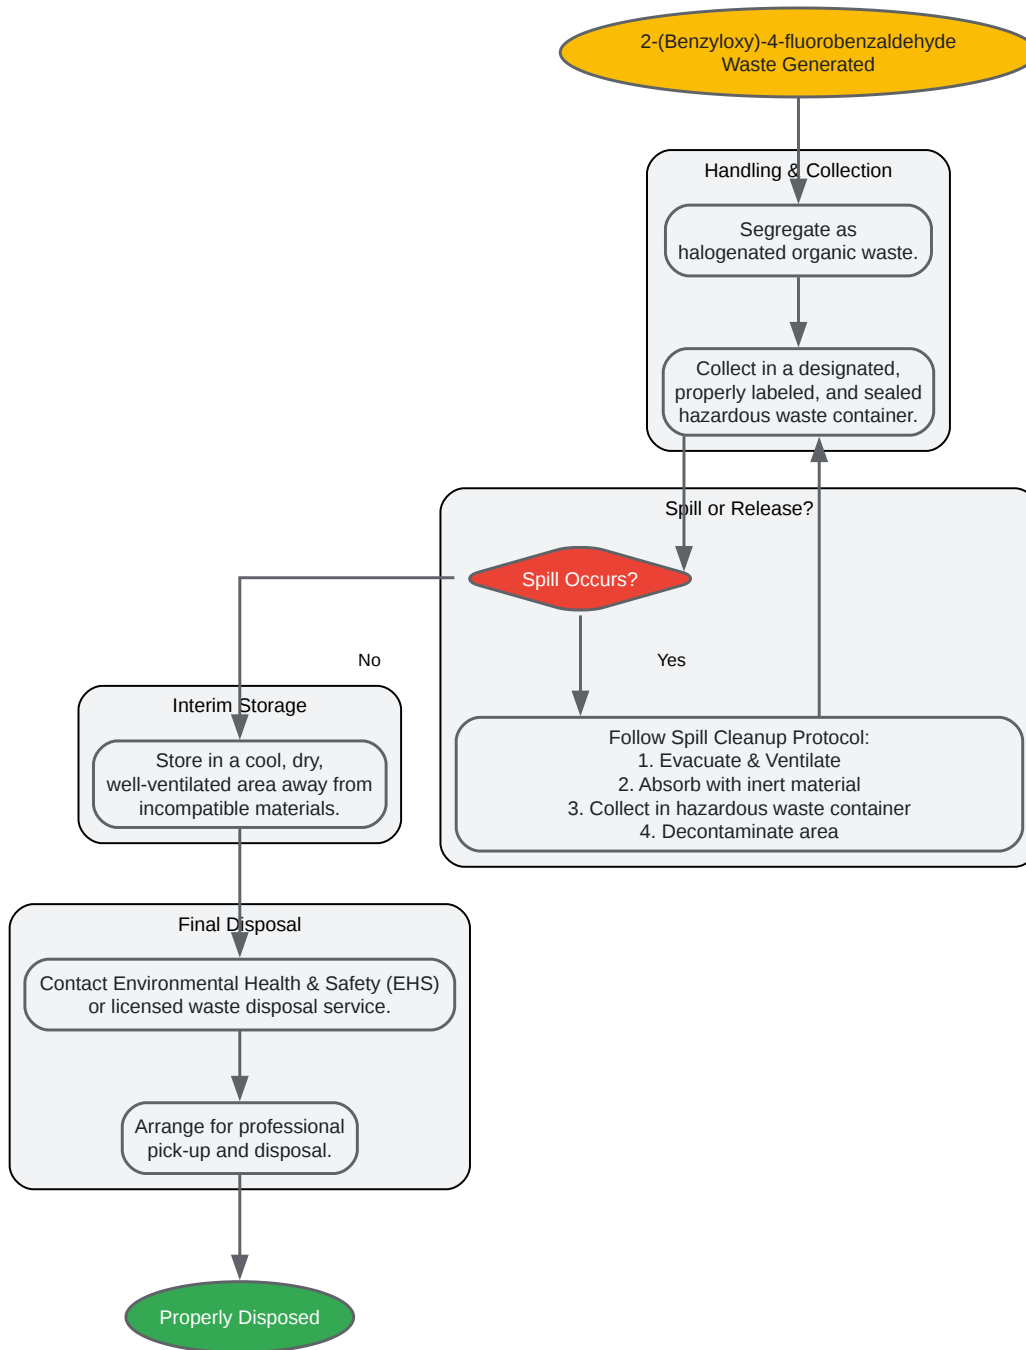 2-(Benzyloxy)-4-fluorobenzaldehyde
Waste Generated
Handling & Collection
Segregate as
halogenated organic waste.
Collect in a designated,
properly labeled, and sealed
hazardous waste container.
Spill or Release?
Spill Occurs?
No
Yes
Interim Storage
Store in a cool, dry,
well-ventilated area away from
incompatible materials.
Follow Spill Cleanup Protocol:
1. Evacuate & Ventilate
2. Absorb with inert material
3. Collect in hazardous waste container
4. Decontaminate area
Final Disposal
Contact Environmental Health & Safety (EHS)
or licensed waste disposal service.
Arrange for professional
pick-up and disposal.
Properly Disposed